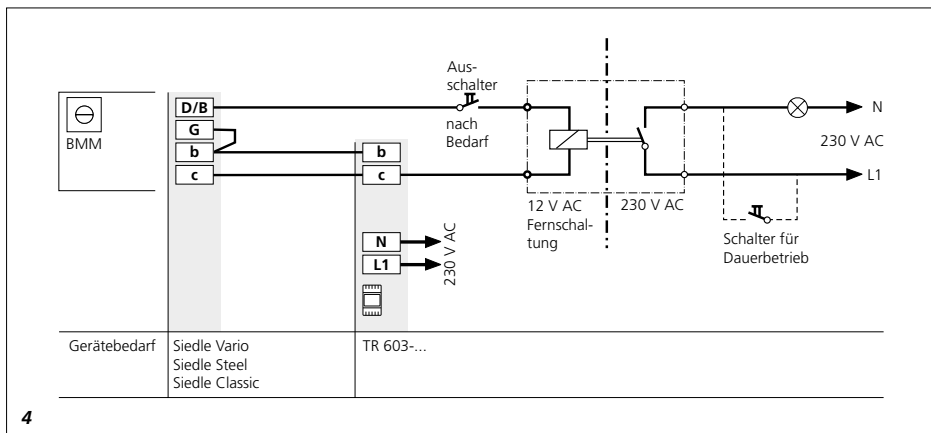 Aus-
schalter
nach
Bedarf
BMM
D/B
G
b
c
b
c
N
L1
230 V AC
12 V AC
Fernschal-
tung
230 V AC
N
230 V AC
L1
Schalter für
Dauerbetrieb
Gerätebedarf
Siedle Vario
Siedle Steel
Siedle Classic
TR 603-...
4